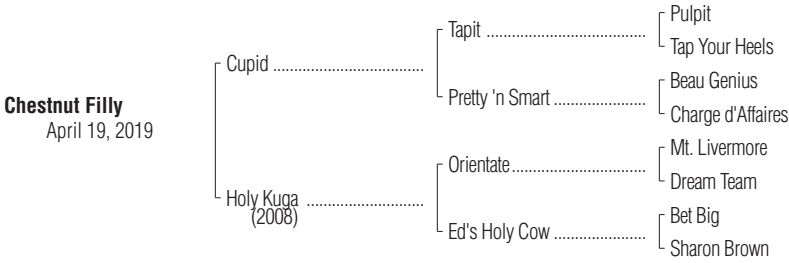 Pulpit
Tapit ......................................
Tap Your Heels
Cupid ...........................................
Beau Genius
Pretty 'n Smart ..........................
Charge d'Affaires
Chestnut Filly
April 19, 2019
Mt. Livermore
Orientate......................................
Dream Team
Holy Kuga .................................
(2008)
Bet Big
Ed's Holy Cow ..........................
Sharon Brown